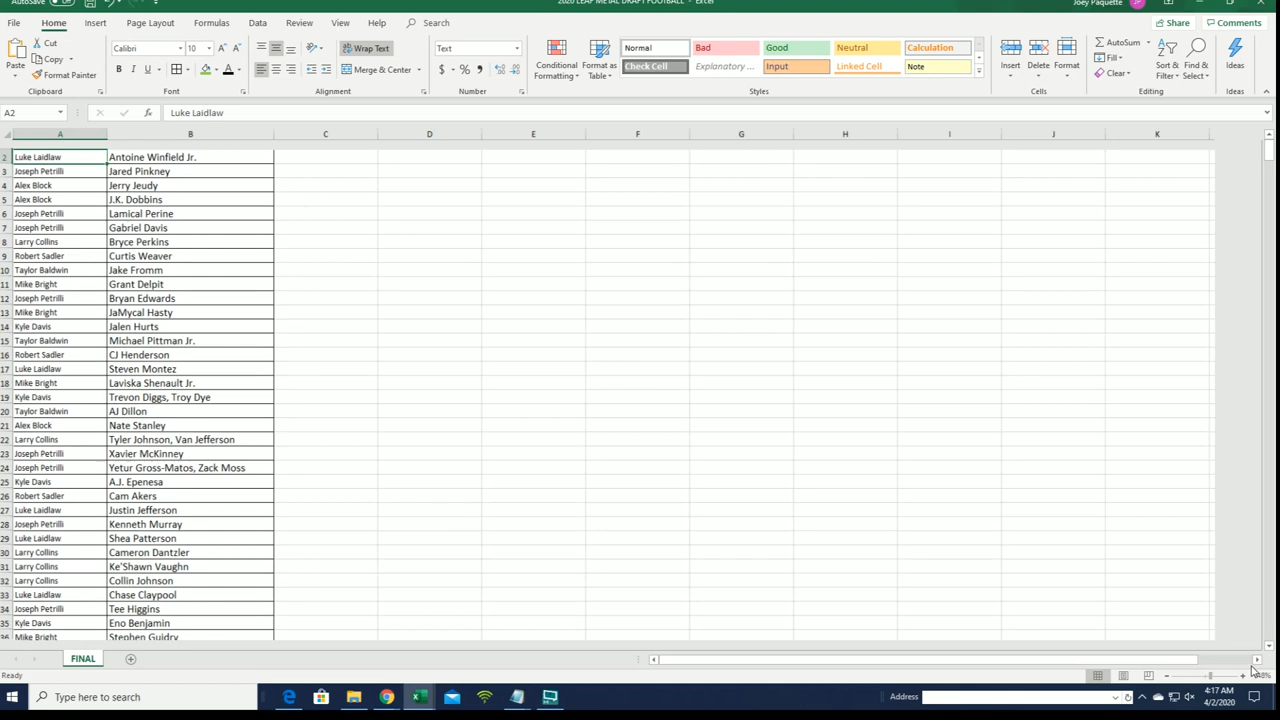 AutoSave Off
2020 LEAF METAL DRAFT FOOTBALL - Excel
Joey Paquette
JP
File Home Insert Page Layout Formulas Data Review View Help Search
Share Comments
Cut
Copy
Format Painter
Paste
Clipboard
Calibri 10
B I U
Font
Wrap Text
Merge & Center
Alignment
Text
$ % ,
Number
Conditional Formatting
Format as Table
Normal Bad Good Neutral Calculation
Check Cell Explanatory ... Input Linked Cell Note
Styles
Insert Delete Format
Cells
AutoSum
Fill
Clear
Sort & Filter
Find & Select
Editing
Ideas
Ideas
A2 fx Luke Laidlaw
A B C D E F G H I J K
2 Luke Laidlaw Antoine Winfield Jr.
3 Joseph Petrilli Jared Pinkney
4 Alex Block Jerry Jeudy
5 Alex Block J.K. Dobbins
6 Joseph Petrilli Lamical Perine
7 Joseph Petrilli Gabriel Davis
8 Larry Collins Bryce Perkins
9 Robert Sadler Curtis Weaver
10 Taylor Baldwin Jake Fromm
11 Mike Bright Grant Delpit
12 Joseph Petrilli Bryan Edwards
13 Mike Bright JaMycal Hasty
14 Kyle Davis Jalen Hurts
15 Taylor Baldwin Michael Pittman Jr.
16 Robert Sadler CJ Henderson
17 Luke Laidlaw Steven Montez
18 Mike Bright Laviska Shenault Jr.
19 Kyle Davis Trevon Diggs, Troy Dye
20 Taylor Baldwin AJ Dillon
21 Alex Block Nate Stanley
22 Larry Collins Tyler Johnson, Van Jefferson
23 Joseph Petrilli Xavier McKinney
24 Joseph Petrilli Yetur Gross-Matos, Zack Moss
25 Kyle Davis A.J. Epenesa
26 Robert Sadler Cam Akers
27 Luke Laidlaw Justin Jefferson
28 Joseph Petrilli Kenneth Murray
29 Luke Laidlaw Shea Patterson
30 Larry Collins Cameron Dantzler
31 Larry Collins Ke'Shawn Vaughn
32 Larry Collins Collin Johnson
33 Luke Laidlaw Chase Claypool
34 Joseph Petrilli Tee Higgins
35 Kyle Davis Eno Benjamin
36 Mike Bright Stephen Guidry
FINAL
Ready
Type here to search
Address
4:17 AM
4/2/2020